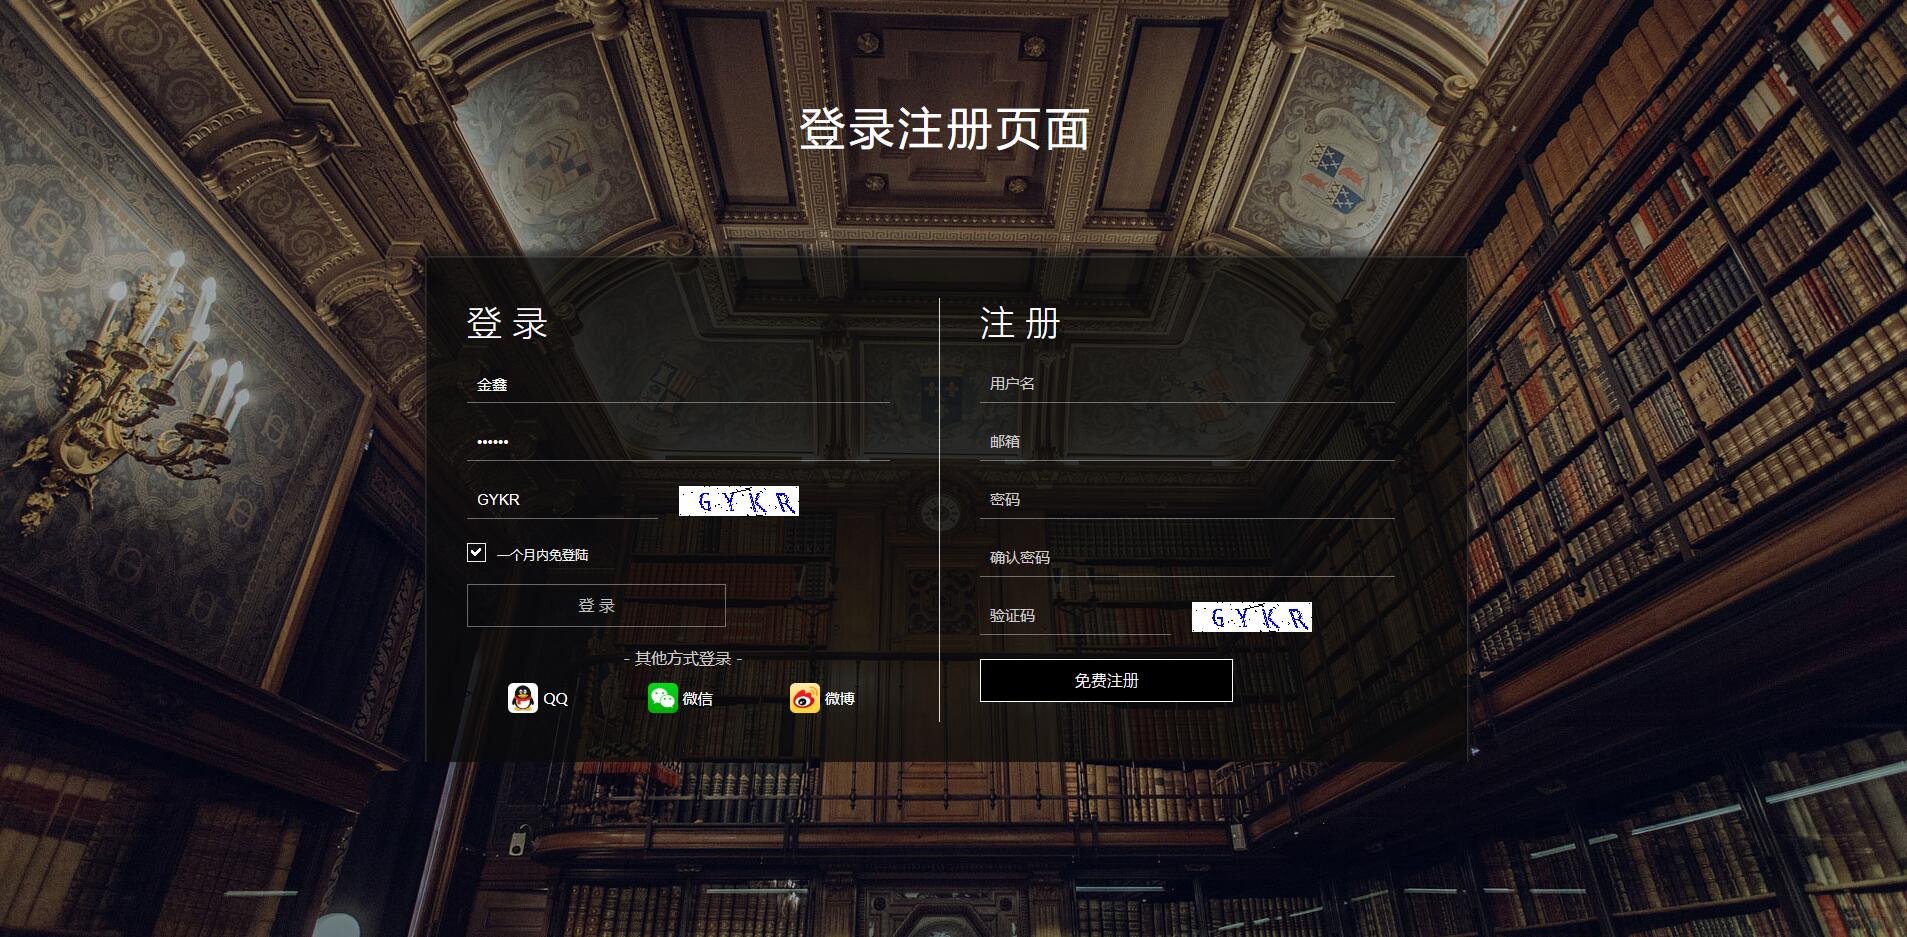 登录注册页面
登 录
金鑫
••••••
GYKR
GYKR
一个月内免登陆
登 录
- 其他方式登录 -
QQ
微信
微博
注 册
用户名
邮箱
密码
确认密码
验证码
GYKR
免费注册